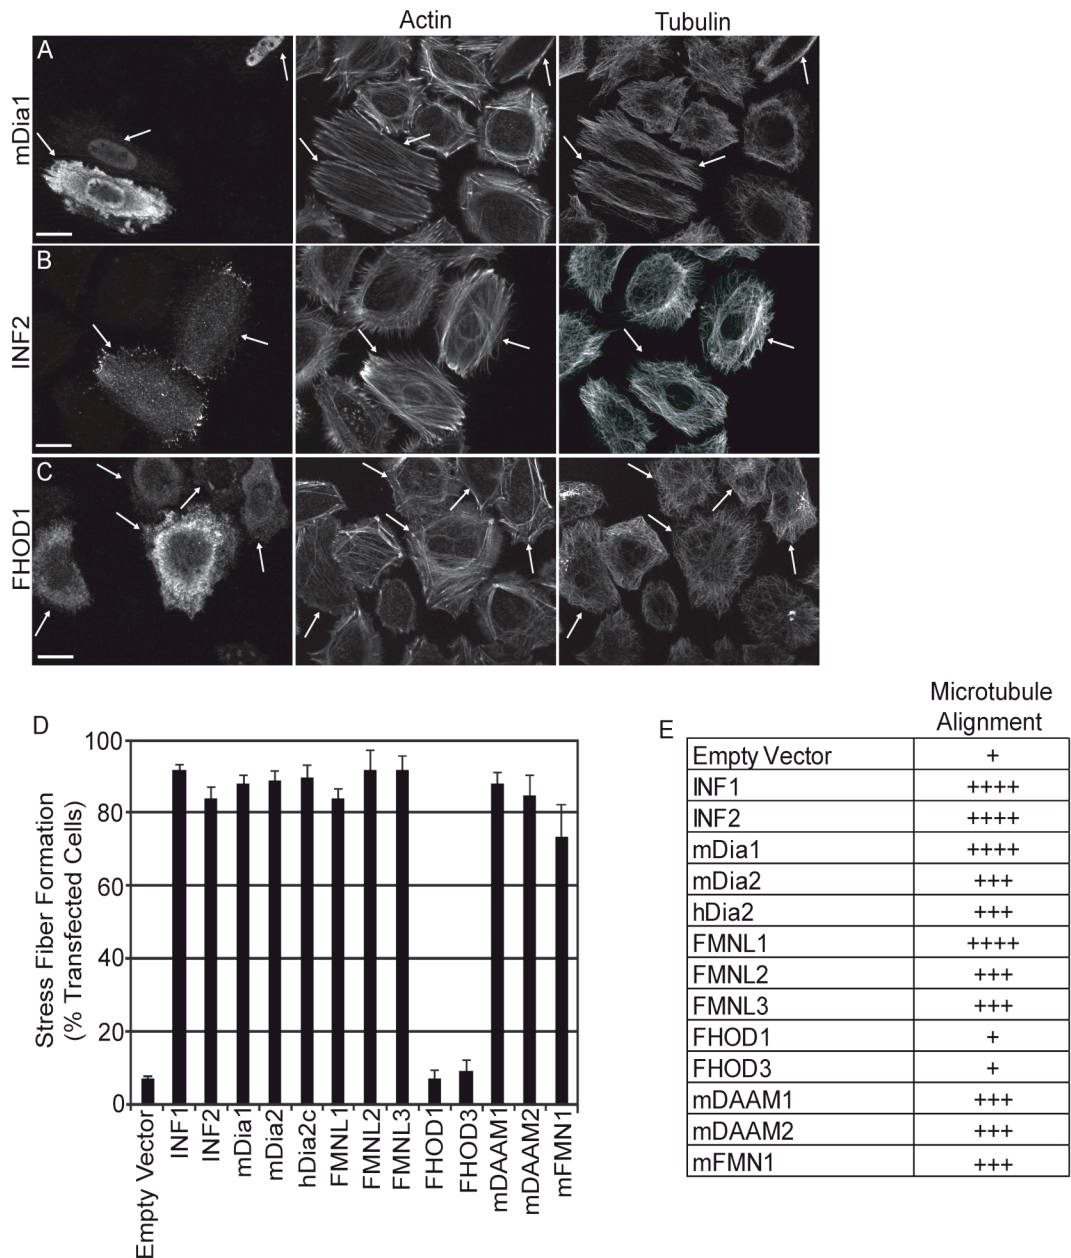 Actin
Tubulin
A
mDia1
B
INF2
C
FHOD1
D
Stress Fiber Formation
(% Transfected Cells)
100
80
60
40
20
0
Empty Vector
INF1
INF2
mDia1
mDia2
hDia2c
FMNL1
FMNL2
FMNL3
FHOD1
FHOD3
mDAAM1
mDAAM2
mFMN1
E
Microtubule
Alignment
Empty Vector +
INF1 ++++
INF2 ++++
mDia1 ++++
mDia2 +++
hDia2 +++
FMNL1 ++++
FMNL2 +++
FMNL3 +++
FHOD1 +
FHOD3 +
mDAAM1 +++
mDAAM2 +++
mFMN1 +++